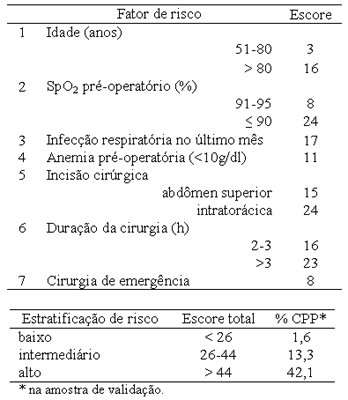 Fator de risco Escore
1 Idade (anos)
51-80 3
> 80 16
2 SpO₂ pré-operatório (%)
91-95 8
≤ 90 24
3 Infecção respiratória no último mês 17
4 Anemia pré-operatória (<10g/dl) 11
5 Incisão cirúrgica
abdômen superior 15
intratorácica 24
6 Duração da cirurgia (h)
2-3 16
>3 23
7 Cirurgia de emergência 8
Estratificação de risco Escore total % CPP*
baixo < 26 1,6
intermediário 26-44 13,3
alto > 44 42,1
* na amostra de validação.